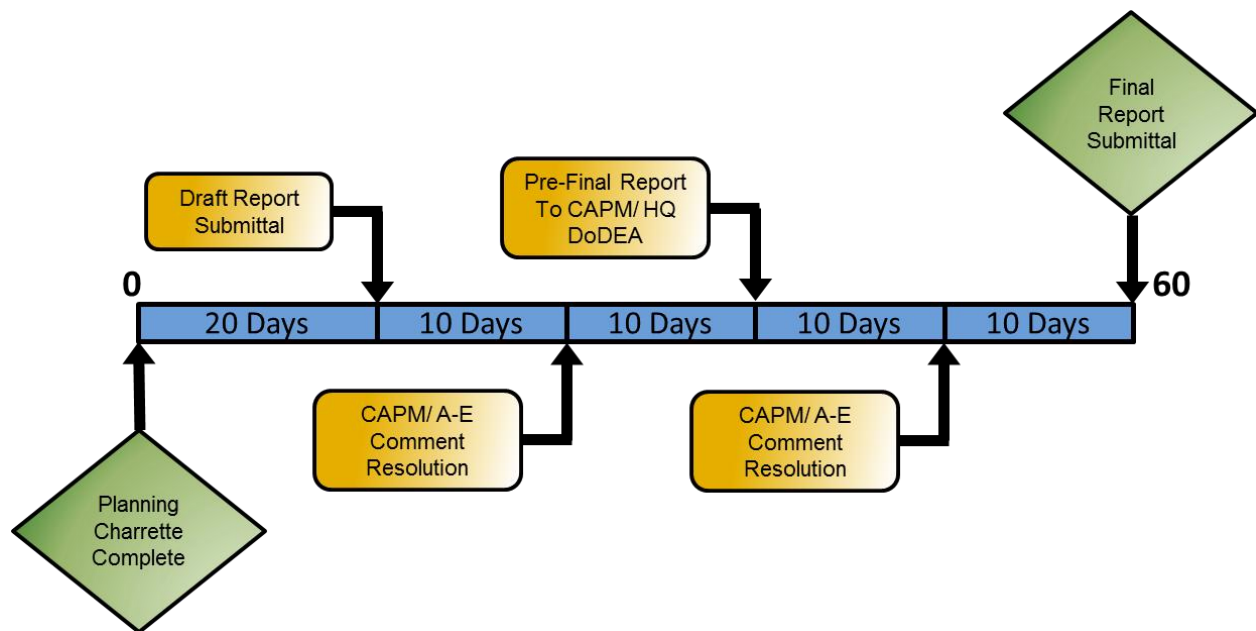 Final
Report
Submittal
Draft Report
Submittal
Pre-Final Report
To CAPM/ HQ
DoDEA
0
60
20 Days
10 Days
10 Days
10 Days
10 Days
CAPM/ A-E
Comment
Resolution
CAPM/ A-E
Comment
Resolution
Planning
Charrette
Complete